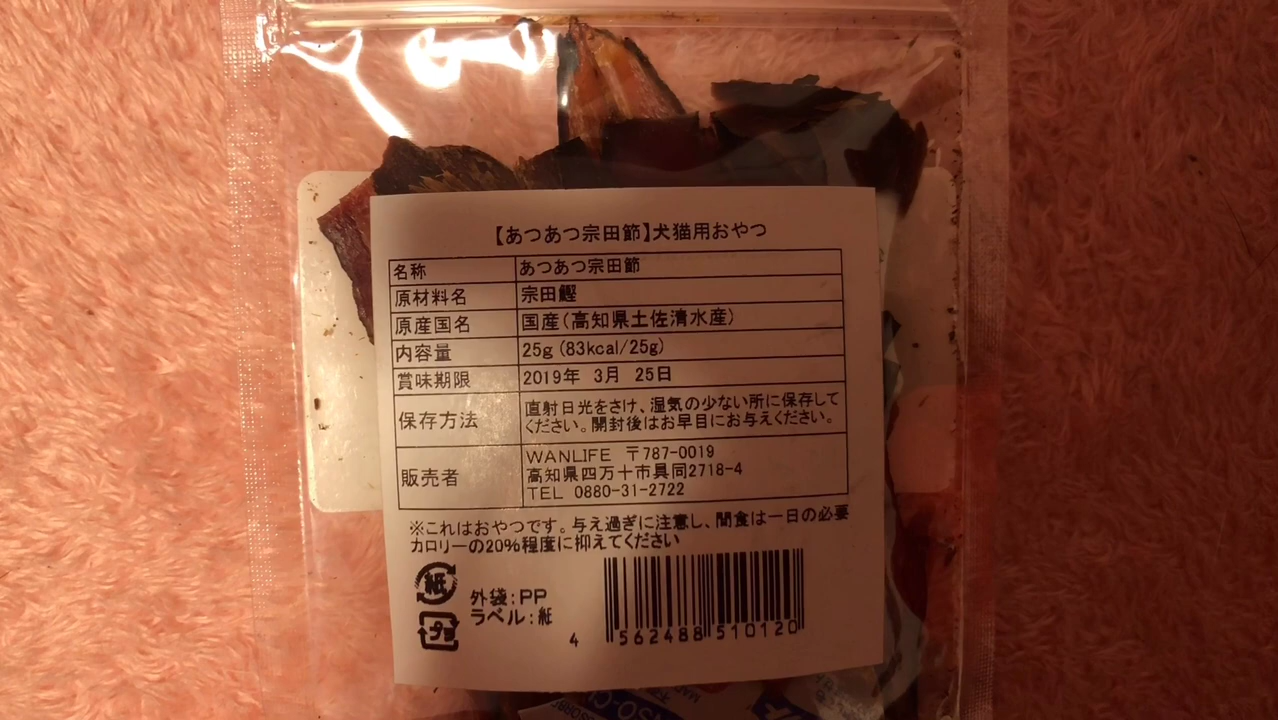 【あつあつ宗田節】犬猫用おやつ
名称 あつあつ宗田節
原材料名 宗田鰹
原産国名 国産(高知県土佐清水産)
内容量 25g (83kcal/25g)
賞味期限 2019年 3月 25日
保存方法 直射日光をさけ、湿気の少ない所に保存して
ください。開封後はお早目にお与えください。
販売者 WANLIFE 〒787-0019
高知県四万十市具同2718-4
TEL 0880-31-2722
※これはおやつです。与え過ぎに注意し、間食は一日の必要
カロリーの20%程度に抑えてください
紙
外袋:PP
ラベル:紙
プラ
4 562488 510120